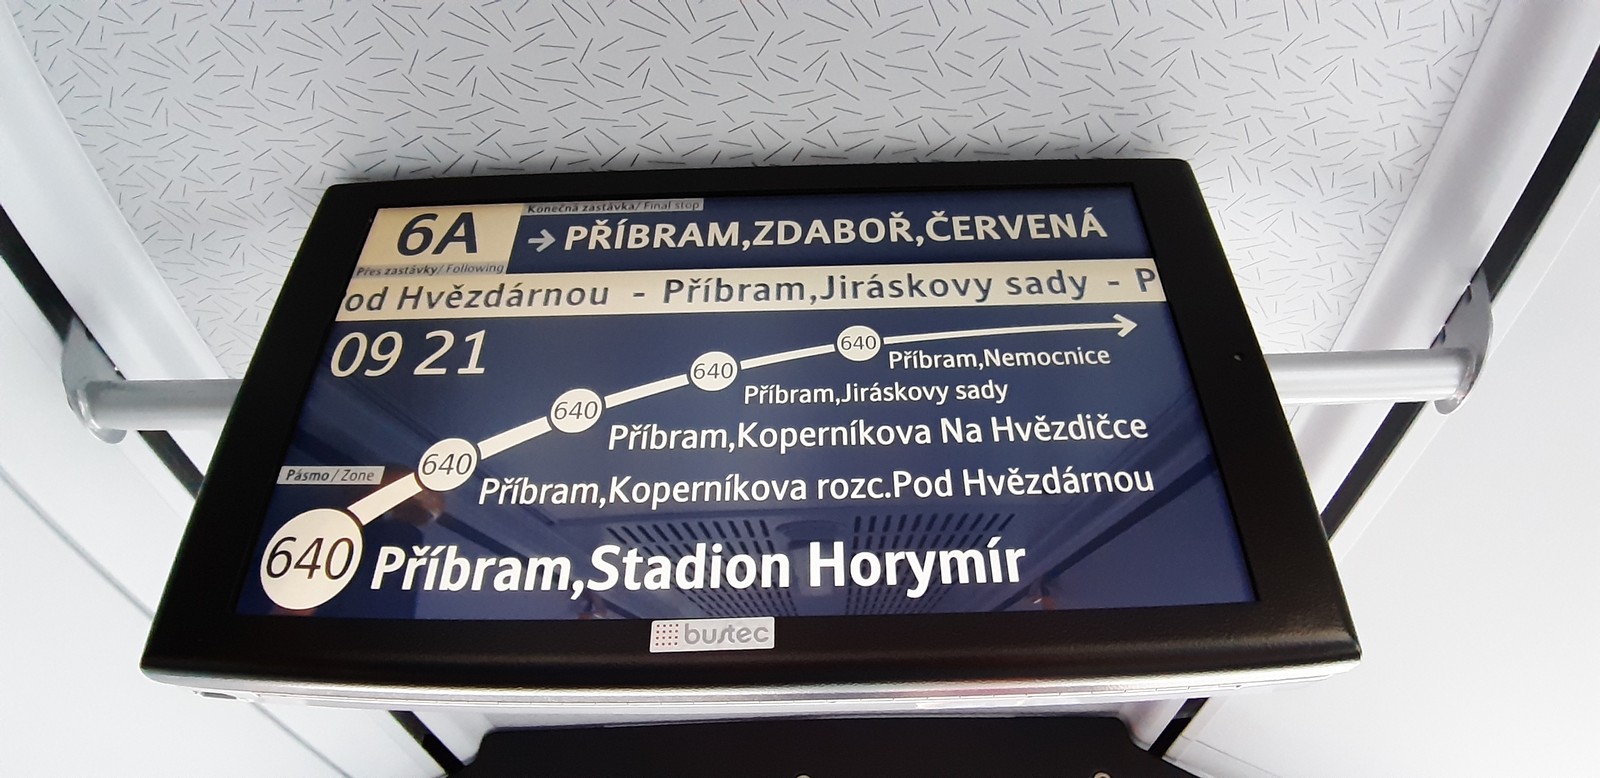 6A
Konečná zastávka/ Final stop
→ PŘÍBRAM,ZDABOŘ,ČERVENÁ
Přes zastávky/ Following
od Hvězdárnou - Příbram,Jiráskovy sady - P
09 21
640 Příbram,Nemocnice
640 Příbram,Jiráskovy sady
640 Příbram,Koperníkova Na Hvězdičce
640 Příbram,Koperníkova rozc.Pod Hvězdárnou
Pásmo / Zone
640 Příbram,Stadion Horymír
bustec